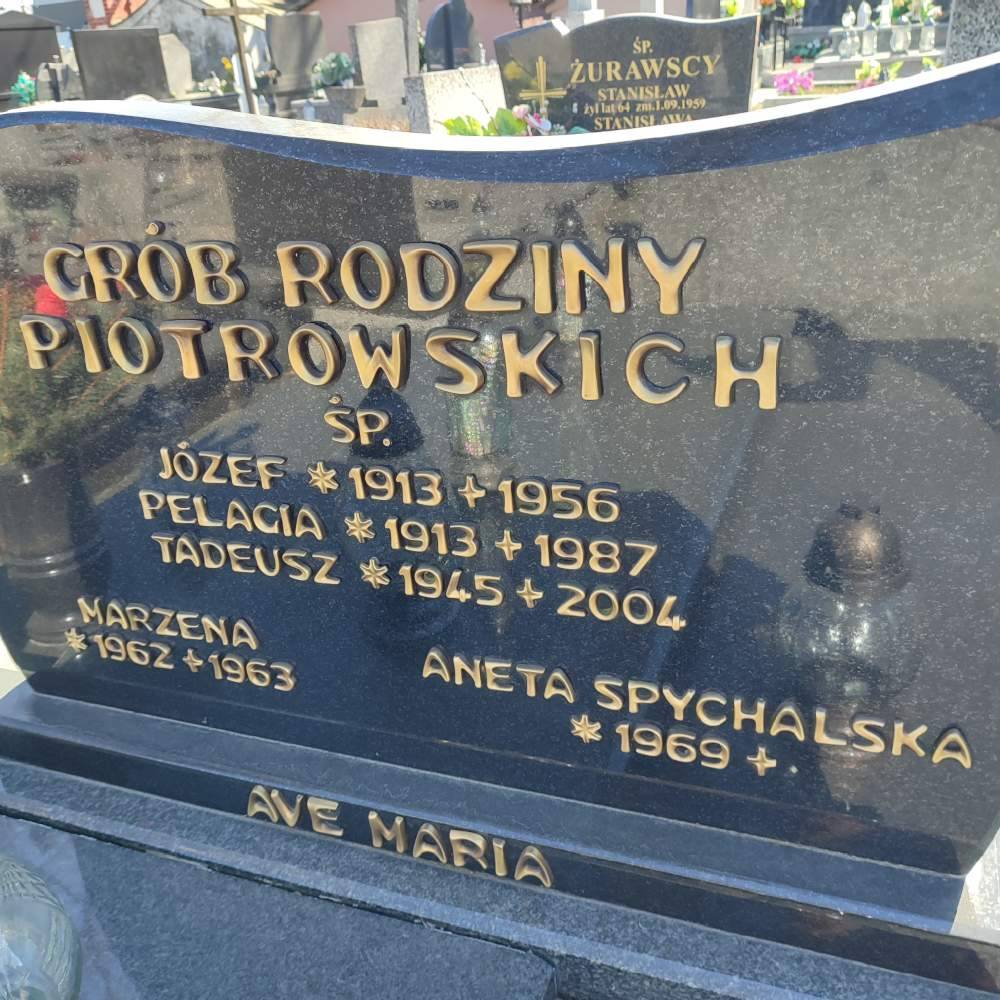 ŚP.
ŻURAWSCY
STANISŁAW
żył lat 64 zm.1.09.1959
STANISŁAWA
GRÓB RODZINY
PIOTROWSKICH
ŚP.
JÓZEF * 1913 + 1956
PELAGIA * 1913 + 1987
TADEUSZ * 1945 + 2004
MARZENA
* 1962 + 1963
ANETA SPYCHALSKA
* 1969 +
AVE MARIA